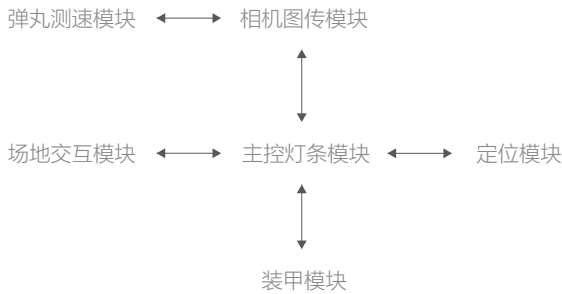 弹丸测速模块
相机图传模块
场地交互模块
主控灯条模块
定位模块
装甲模块